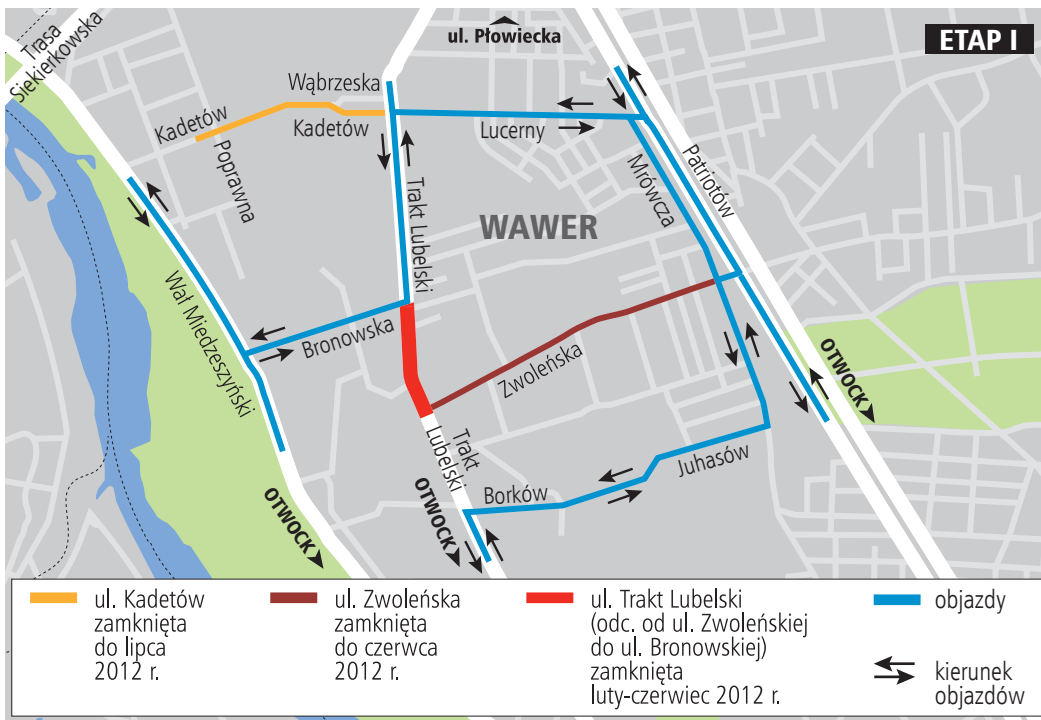 ETAP I
ul. Płowiecka
Trasa
Siekierkowska
Wąbrzeska
Kadetów
Kadetów
Lucerny
Poprawna
Mrówcza
Patriotów
Trakt Lubelski
WAWER
Wał Miedzeszyński
Bronowska
Zwoleńska
OTWOCK
Trakt
Lubelski
Juhasów
Borków
OTWOCK
OTWOCK
ul. Kadetów
zamknięta
do lipca
2012 r.
ul. Zwoleńska
zamknięta
do czerwca
2012 r.
ul. Trakt Lubelski
(odc. od ul. Zwoleńskiej
do ul. Bronowskiej)
zamknięta
luty-czerwiec 2012 r.
objazdy
kierunek
objazdów